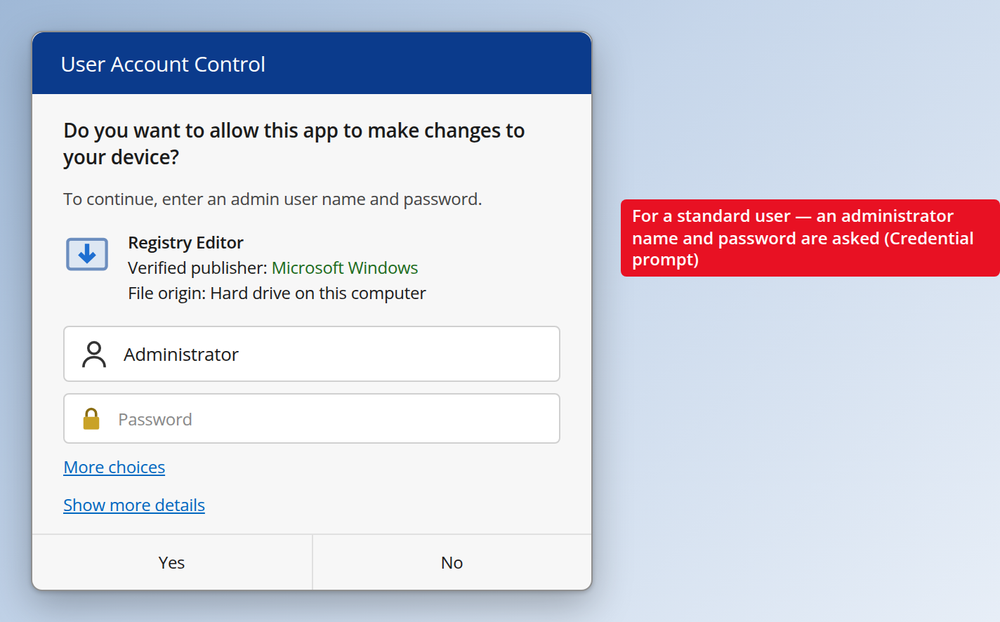 User Account Control
Do you want to allow this app to make changes to
your device?
To continue, enter an admin user name and password.
Registry Editor
Verified publisher: Microsoft Windows
File origin: Hard drive on this computer
Administrator
Password
More choices
Show more details
Yes
No
For a standard user — an administrator
name and password are asked (Credential
prompt)